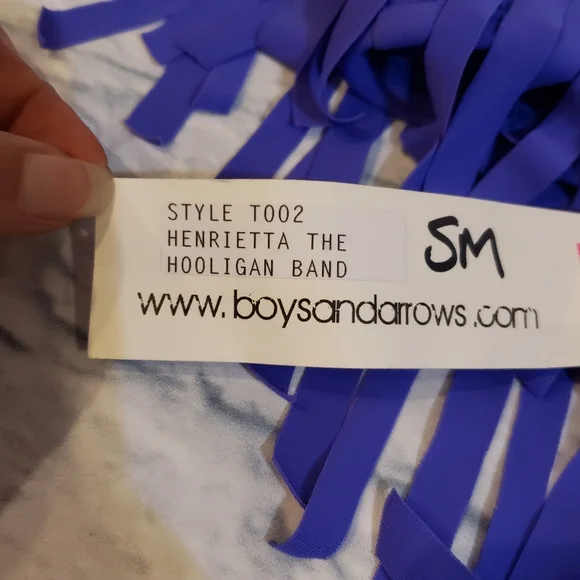 STYLE T002
HENRIETTA THE
HOOLIGAN BAND
SM
www.boysandarrows.com